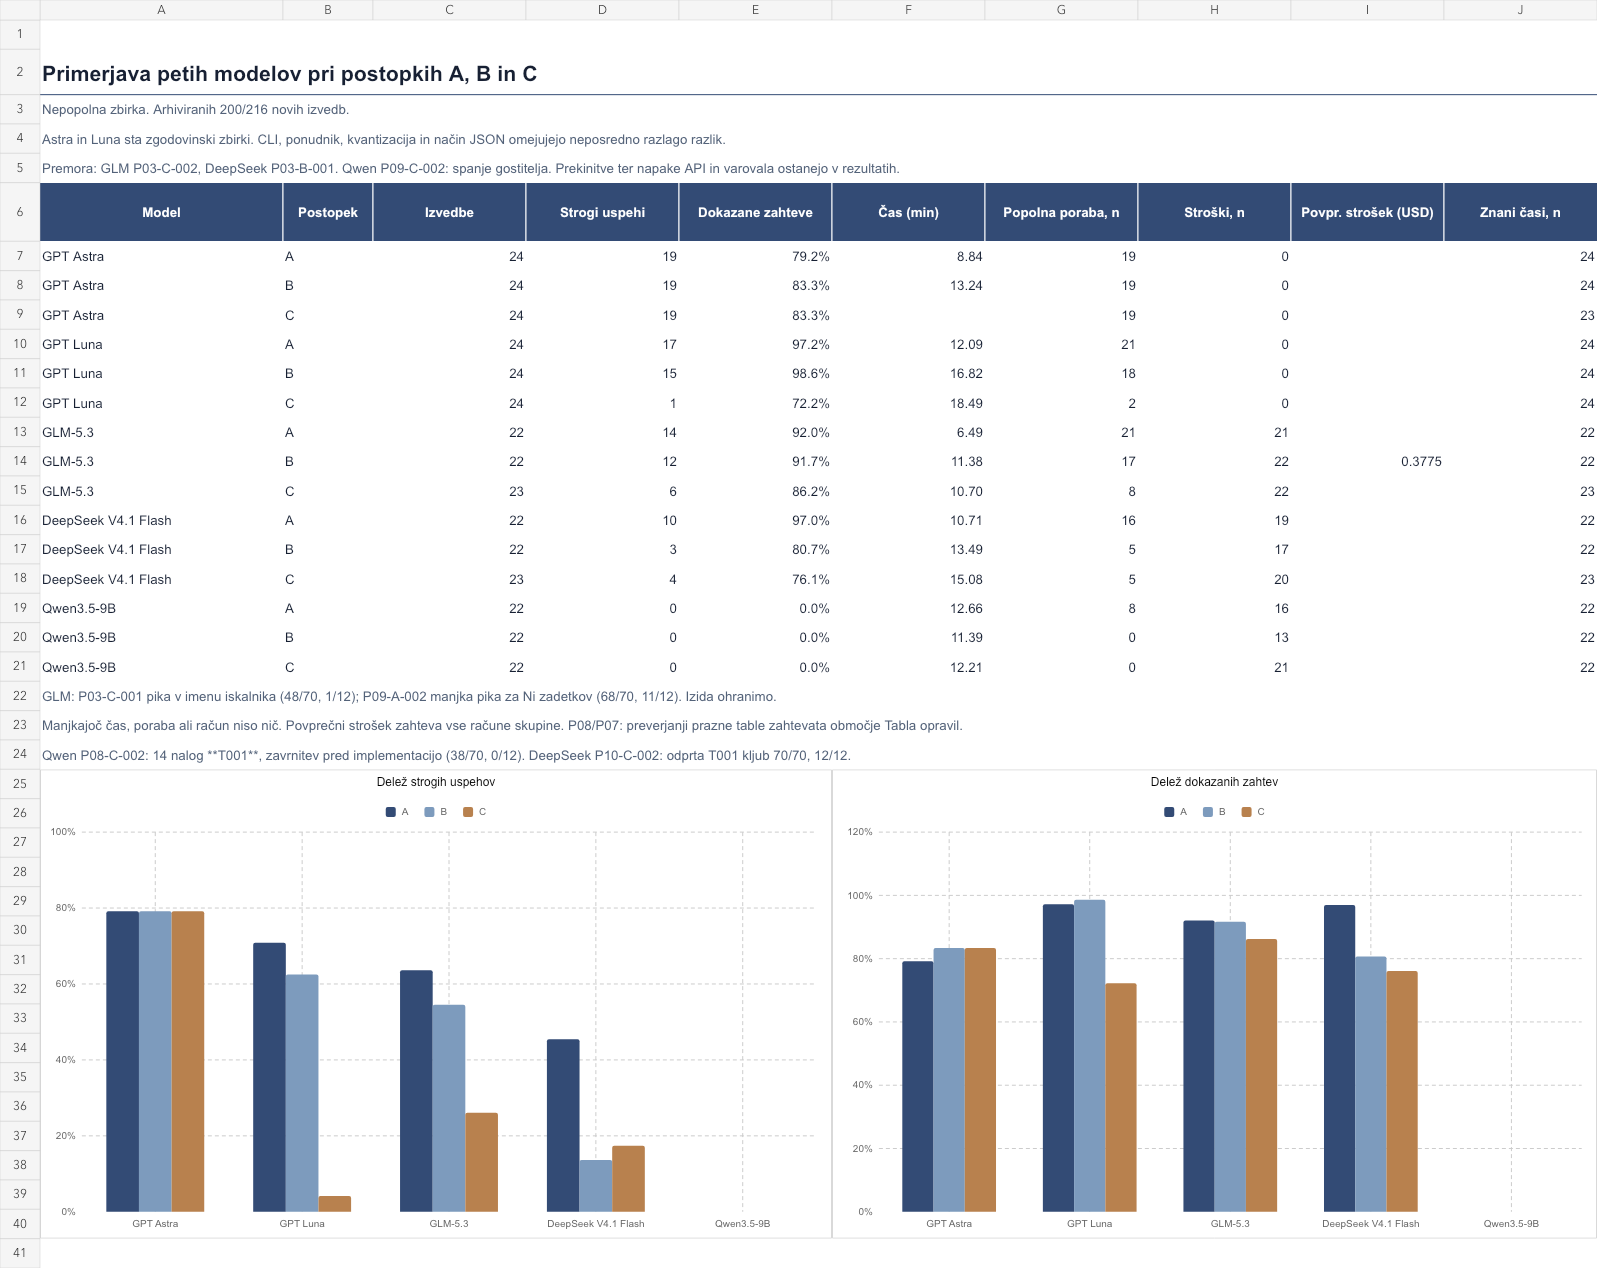 A B C D E F G H I J
1
2 Primerjava petih modelov pri postopkih A, B in C
3 Nepopolna zbirka. Arhiviranih 200/216 novih izvedb.
4 Astra in Luna sta zgodovinski zbirki. CLI, ponudnik, kvantizacija in način JSON omejujejo neposredno razlago razlik.
5 Premora: GLM P03-C-002, DeepSeek P03-B-001. Qwen P09-C-002: spanje gostitelja. Prekinitve ter napake API in varovala ostanejo v rezultatih.
6 Model Postopek Izvedbe Strogi uspehi Dokazane zahteve Čas (min) Popolna poraba, n Stroški, n Povpr. strošek (USD) Znani časi, n
7 GPT Astra A 24 19 79.2% 8.84 19 0 24
8 GPT Astra B 24 19 83.3% 13.24 19 0 24
9 GPT Astra C 24 19 83.3% 19 0 23
10 GPT Luna A 24 17 97.2% 12.09 21 0 24
11 GPT Luna B 24 15 98.6% 16.82 18 0 24
12 GPT Luna C 24 1 72.2% 18.49 2 0 24
13 GLM-5.3 A 22 14 92.0% 6.49 21 21 22
14 GLM-5.3 B 22 12 91.7% 11.38 17 22 0.3775 22
15 GLM-5.3 C 23 6 86.2% 10.70 8 22 23
16 DeepSeek V4.1 Flash A 22 10 97.0% 10.71 16 19 22
17 DeepSeek V4.1 Flash B 22 3 80.7% 13.49 5 17 22
18 DeepSeek V4.1 Flash C 23 4 76.1% 15.08 5 20 23
19 Qwen3.5-9B A 22 0 0.0% 12.66 8 16 22
20 Qwen3.5-9B B 22 0 0.0% 11.39 0 13 22
21 Qwen3.5-9B C 22 0 0.0% 12.21 0 21 22
22 GLM: P03-C-001 pika v imenu iskalnika (48/70, 1/12); P09-A-002 manjka pika za Ni zadetkov (68/70, 11/12). Izida ohranimo.
23 Manjkajoč čas, poraba ali račun niso nič. Povprečni strošek zahteva vse račune skupine. P08/P07: preverjanji prazne table zahtevata območje Tabla opravil.
24 Qwen P08-C-002: 14 nalog **T001**, zavrnitev pred implementacijo (38/70, 0/12). DeepSeek P10-C-002: odprta T001 kljub 70/70, 12/12.
25
26
27
28
29
30
31
32
33
34
35
36
37
38
39
40
41
Delež strogih uspehov
A B C
100%
80%
60%
40%
20%
0%
GPT Astra GPT Luna GLM-5.3 DeepSeek V4.1 Flash Qwen3.5-9B
Delež dokazanih zahtev
A B C
120%
100%
80%
60%
40%
20%
0%
GPT Astra GPT Luna GLM-5.3 DeepSeek V4.1 Flash Qwen3.5-9B